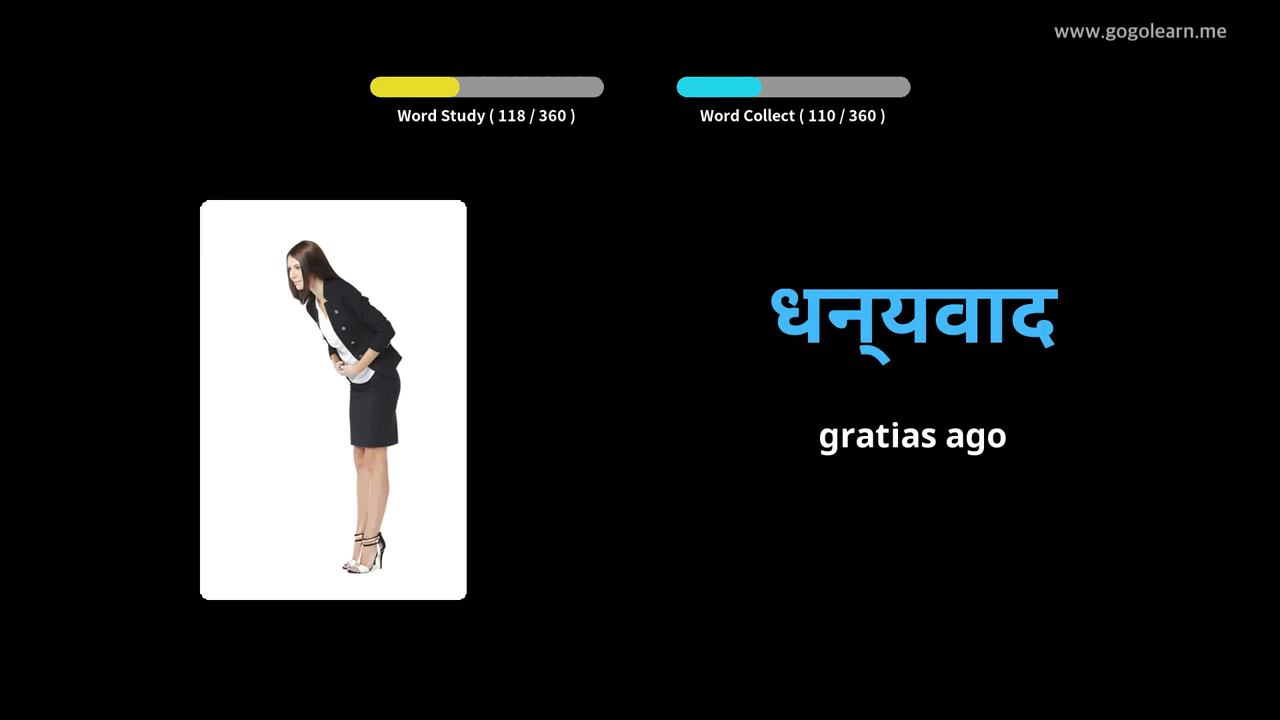 www.gogolearn.me
Word Study ( 118 / 360 )
Word Collect ( 110 / 360 )
धन्‌यवाद
gratias ago